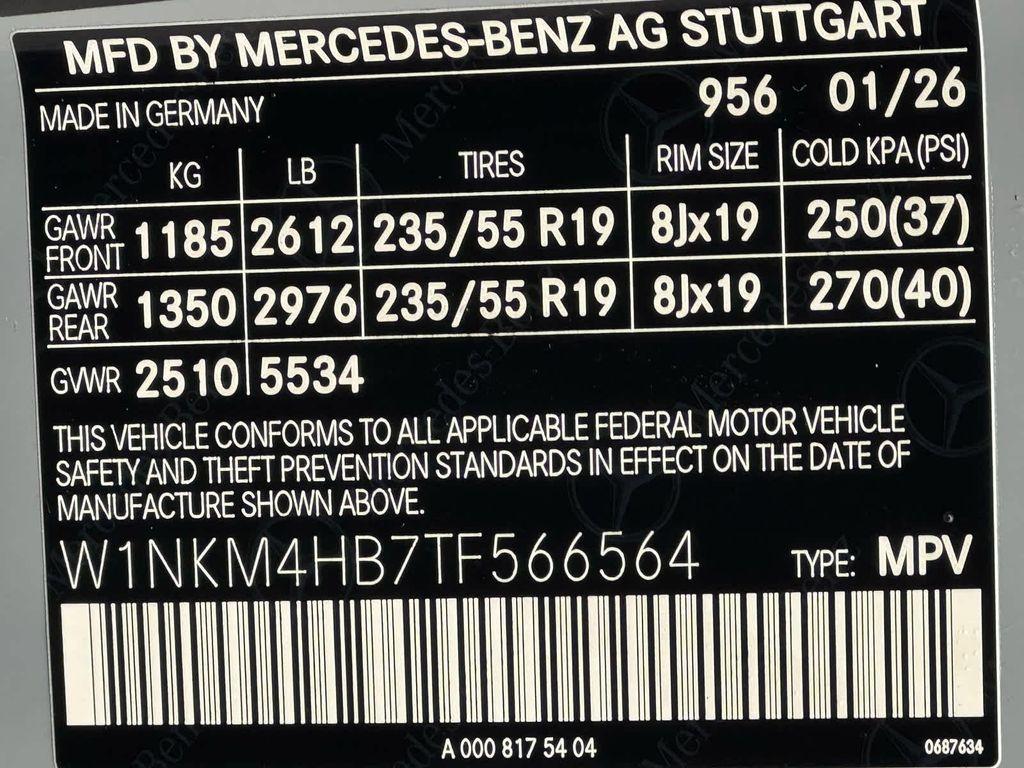 MFD BY MERCEDES-BENZ AG STUTTGART
MADE IN GERMANY 956 01/26
KG LB TIRES RIM SIZE COLD KPA (PSI)
GAWR FRONT 1185 2612 235/55 R19 8Jx19 250(37)
GAWR REAR 1350 2976 235/55 R19 8Jx19 270(40)
GVWR 2510 5534
THIS VEHICLE CONFORMS TO ALL APPLICABLE FEDERAL MOTOR VEHICLE
SAFETY AND THEFT PREVENTION STANDARDS IN EFFECT ON THE DATE OF
MANUFACTURE SHOWN ABOVE.
W1NKM4HB7TF566564 TYPE: MPV
A 000 817 54 04 0687634